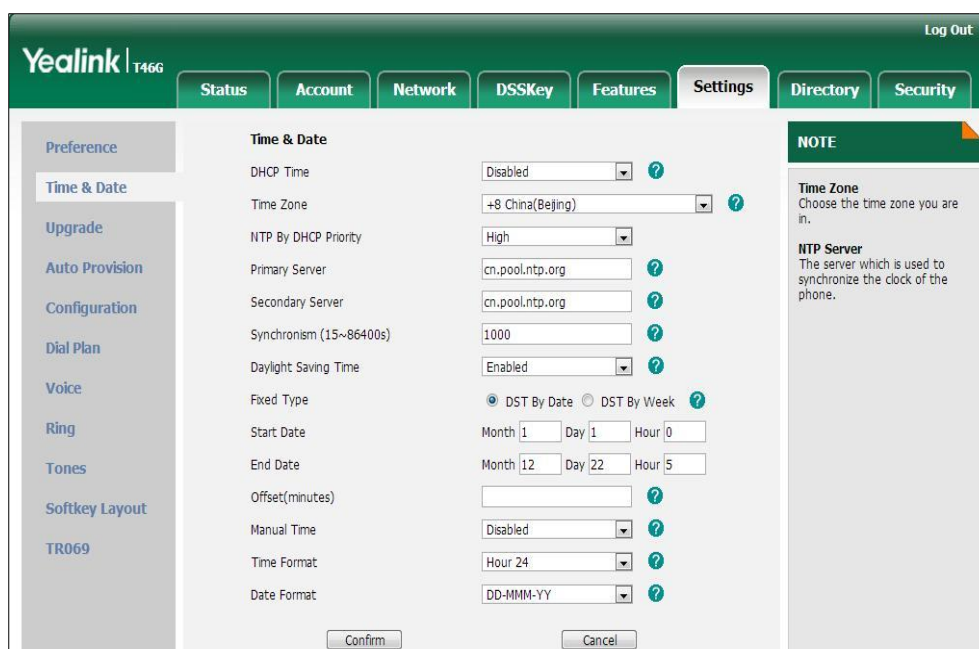 Log Out
Yealink | T46G
Status Account Network DSSKey Features Settings Directory Security
Preference
Time & Date
Upgrade
Auto Provision
Configuration
Dial Plan
Voice
Ring
Tones
Softkey Layout
TR069
Time & Date
DHCP Time Disabled ?
Time Zone +8 China(Beijing) ?
NTP By DHCP Priority High
Primary Server cn.pool.ntp.org ?
Secondary Server cn.pool.ntp.org ?
Synchronism (15~86400s) 1000 ?
Daylight Saving Time Enabled ?
Fixed Type DST By Date DST By Week ?
Start Date Month 1 Day 1 Hour 0
End Date Month 12 Day 22 Hour 5
Offset(minutes) ?
Manual Time Disabled ?
Time Format Hour 24 ?
Date Format DD-MMM-YY ?
Confirm Cancel
NOTE
Time Zone
Choose the time zone you are
in.
NTP Server
The server which is used to
synchronize the clock of the
phone.